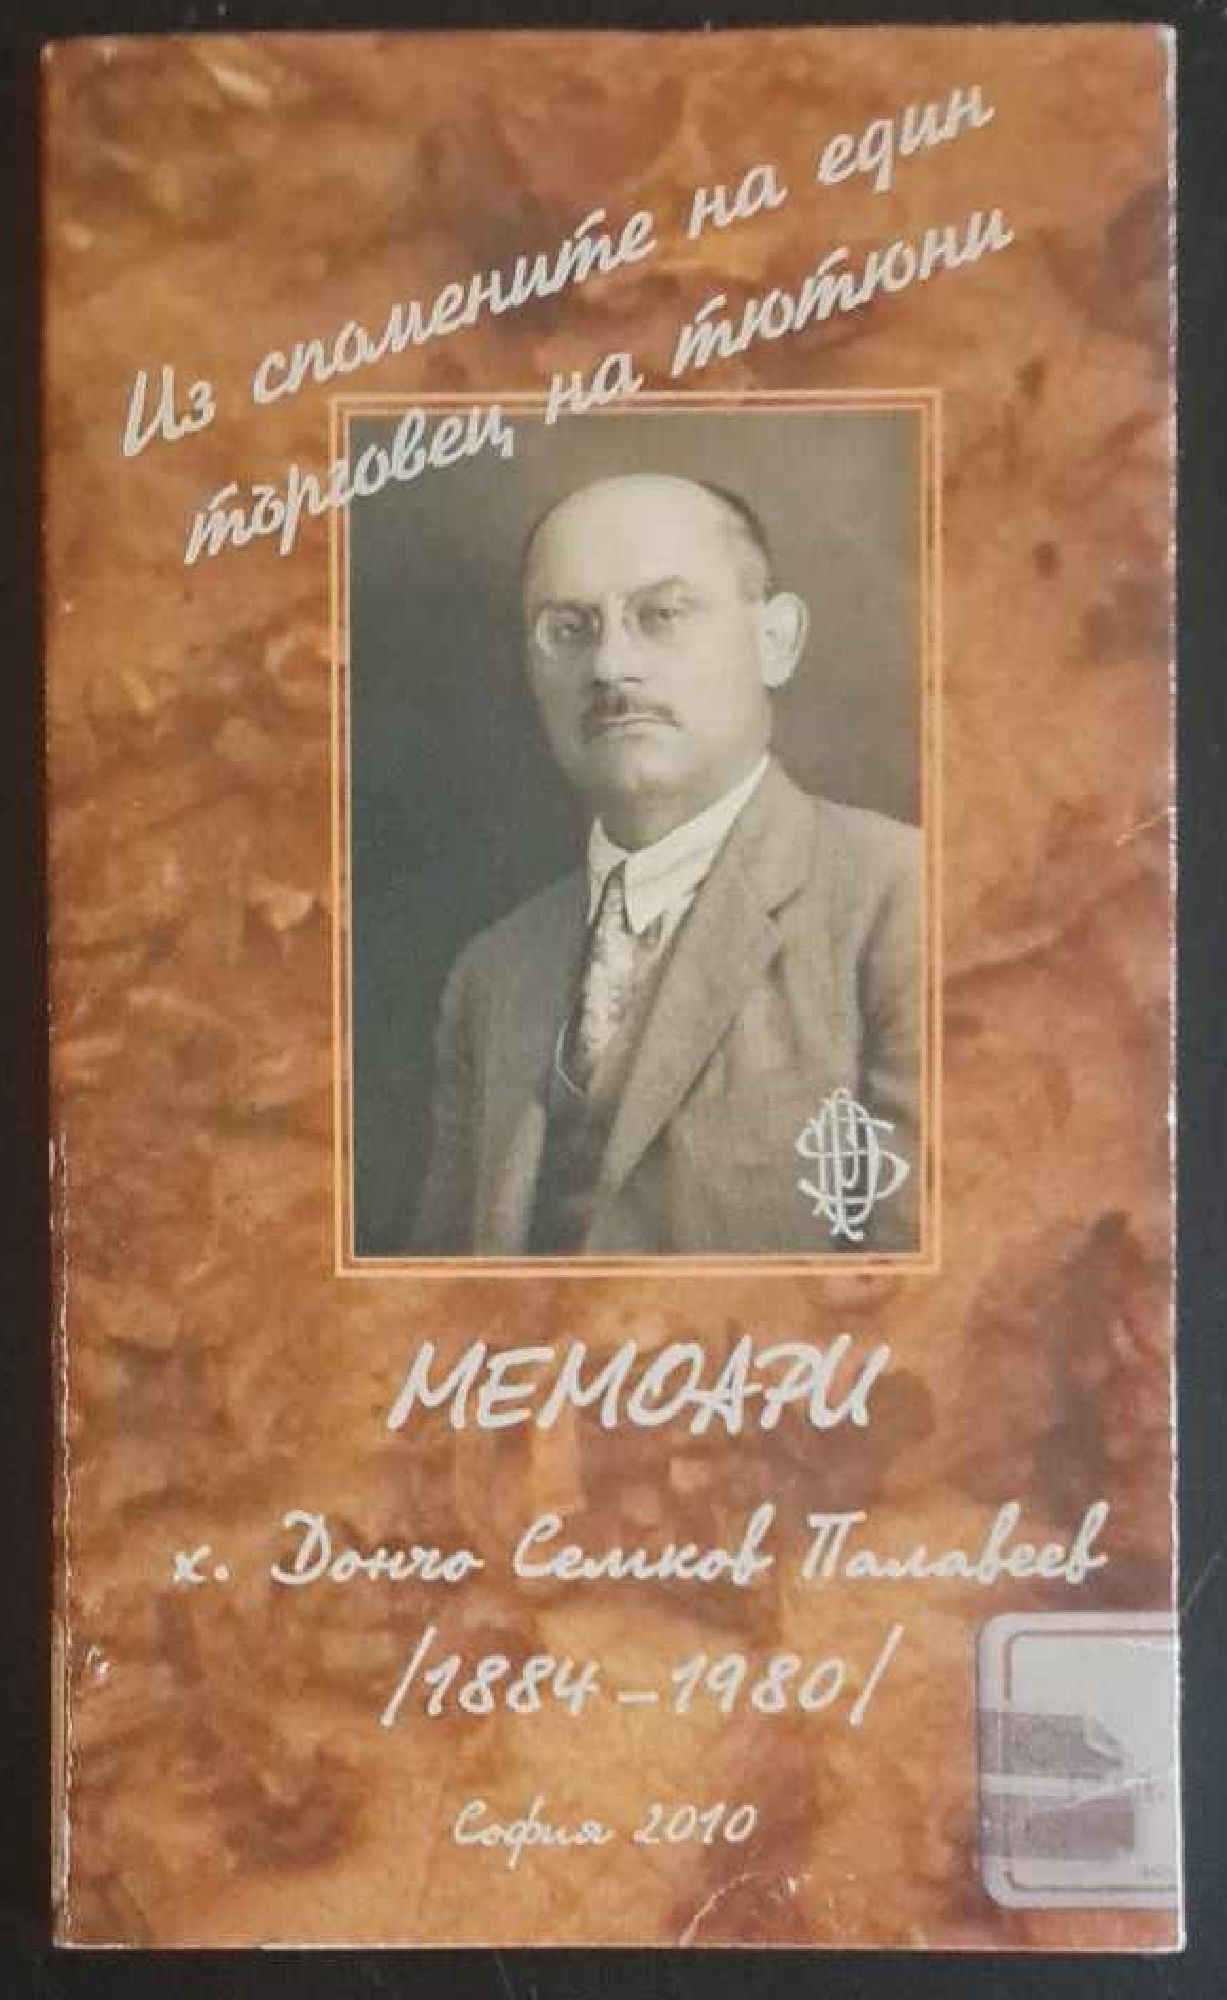 Из спомените на един
търговец на тютюни
МЕМОАРИ
х. Дончо Семков Палавеев
/1884-1980/
София 2010